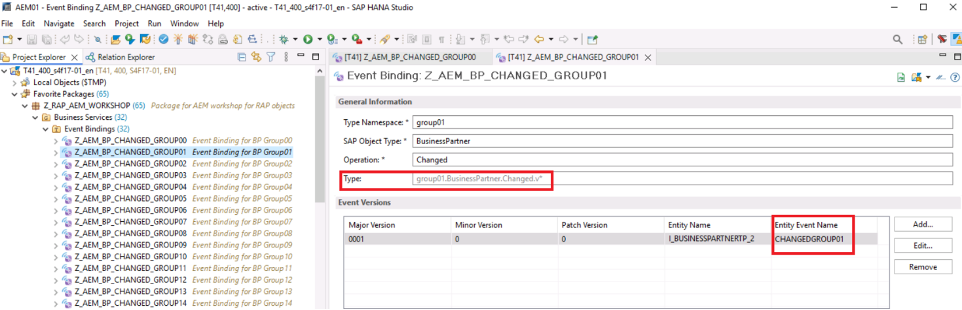 AEM01 - Event Binding Z_AEM_BP_CHANGED_GROUP01 [T41,400] - active - T41_400_s4f17-01_en - SAP HANA Studio
File Edit Navigate Search Project Run Window Help
Project Explorer Relation Explorer
T41_400_s4f17-01_en [T41, 400, S4F17-01, EN]
Local Objects ($TMP)
Favorite Packages (65)
Z_RAP_AEM_WORKSHOP (65) Package for AEM workshop for RAP objects
Business Services (32)
Event Bindings (32)
Z_AEM_BP_CHANGED_GROUP00 Event Binding for BP Group00
Z_AEM_BP_CHANGED_GROUP01 Event Binding for BP Group01
Z_AEM_BP_CHANGED_GROUP02 Event Binding for BP Group02
Z_AEM_BP_CHANGED_GROUP03 Event Binding for BP Group03
Z_AEM_BP_CHANGED_GROUP04 Event Binding for BP Group04
Z_AEM_BP_CHANGED_GROUP05 Event Binding for BP Group05
Z_AEM_BP_CHANGED_GROUP06 Event Binding for BP Group06
Z_AEM_BP_CHANGED_GROUP07 Event Binding for BP Group07
Z_AEM_BP_CHANGED_GROUP08 Event Binding for BP Group08
Z_AEM_BP_CHANGED_GROUP09 Event Binding for BP Group09
Z_AEM_BP_CHANGED_GROUP10 Event Binding for BP Group10
Z_AEM_BP_CHANGED_GROUP11 Event Binding for BP Group11
Z_AEM_BP_CHANGED_GROUP12 Event Binding for BP Group12
Z_AEM_BP_CHANGED_GROUP13 Event Binding for BP Group13
Z_AEM_BP_CHANGED_GROUP14 Event Binding for BP Group14
[T41] Z_AEM_BP_CHANGED_GROUP00 [T41] Z_AEM_BP_CHANGED_GROUP01
Event Binding: Z_AEM_BP_CHANGED_GROUP01
General Information
Type Namespace: * group01
SAP Object Type: * BusinessPartner
Operation: * Changed
Type: group01.BusinessPartner.Changed.v*
Event Versions
Major Version Minor Version Patch Version Entity Name Entity Event Name
0001 0 0 I_BUSINESSPARTNERTP_2 CHANGEDGROUP01
Add...
Edit...
Remove